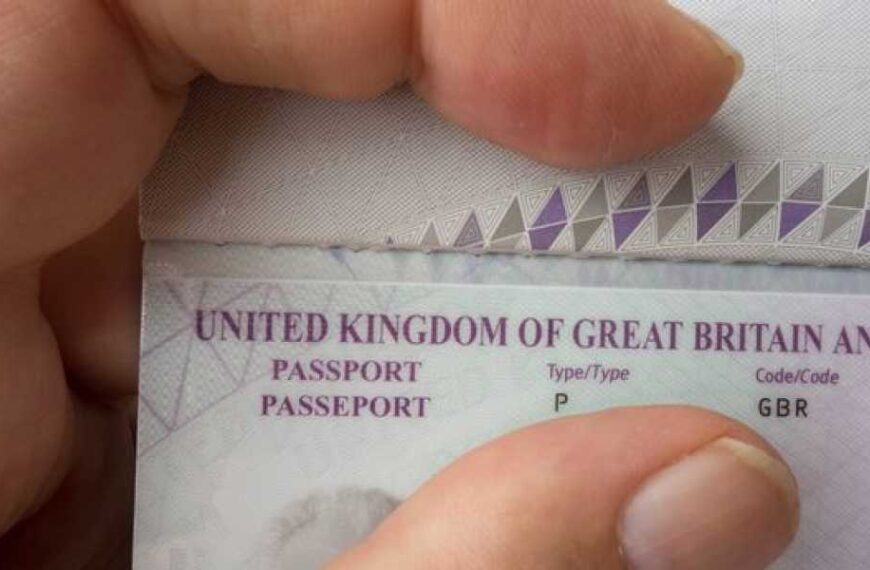 UNITED KINGDOM OF GREAT BRITAIN AN
PASSPORT Type/Type Code/Code
PASSEPORT P GBR